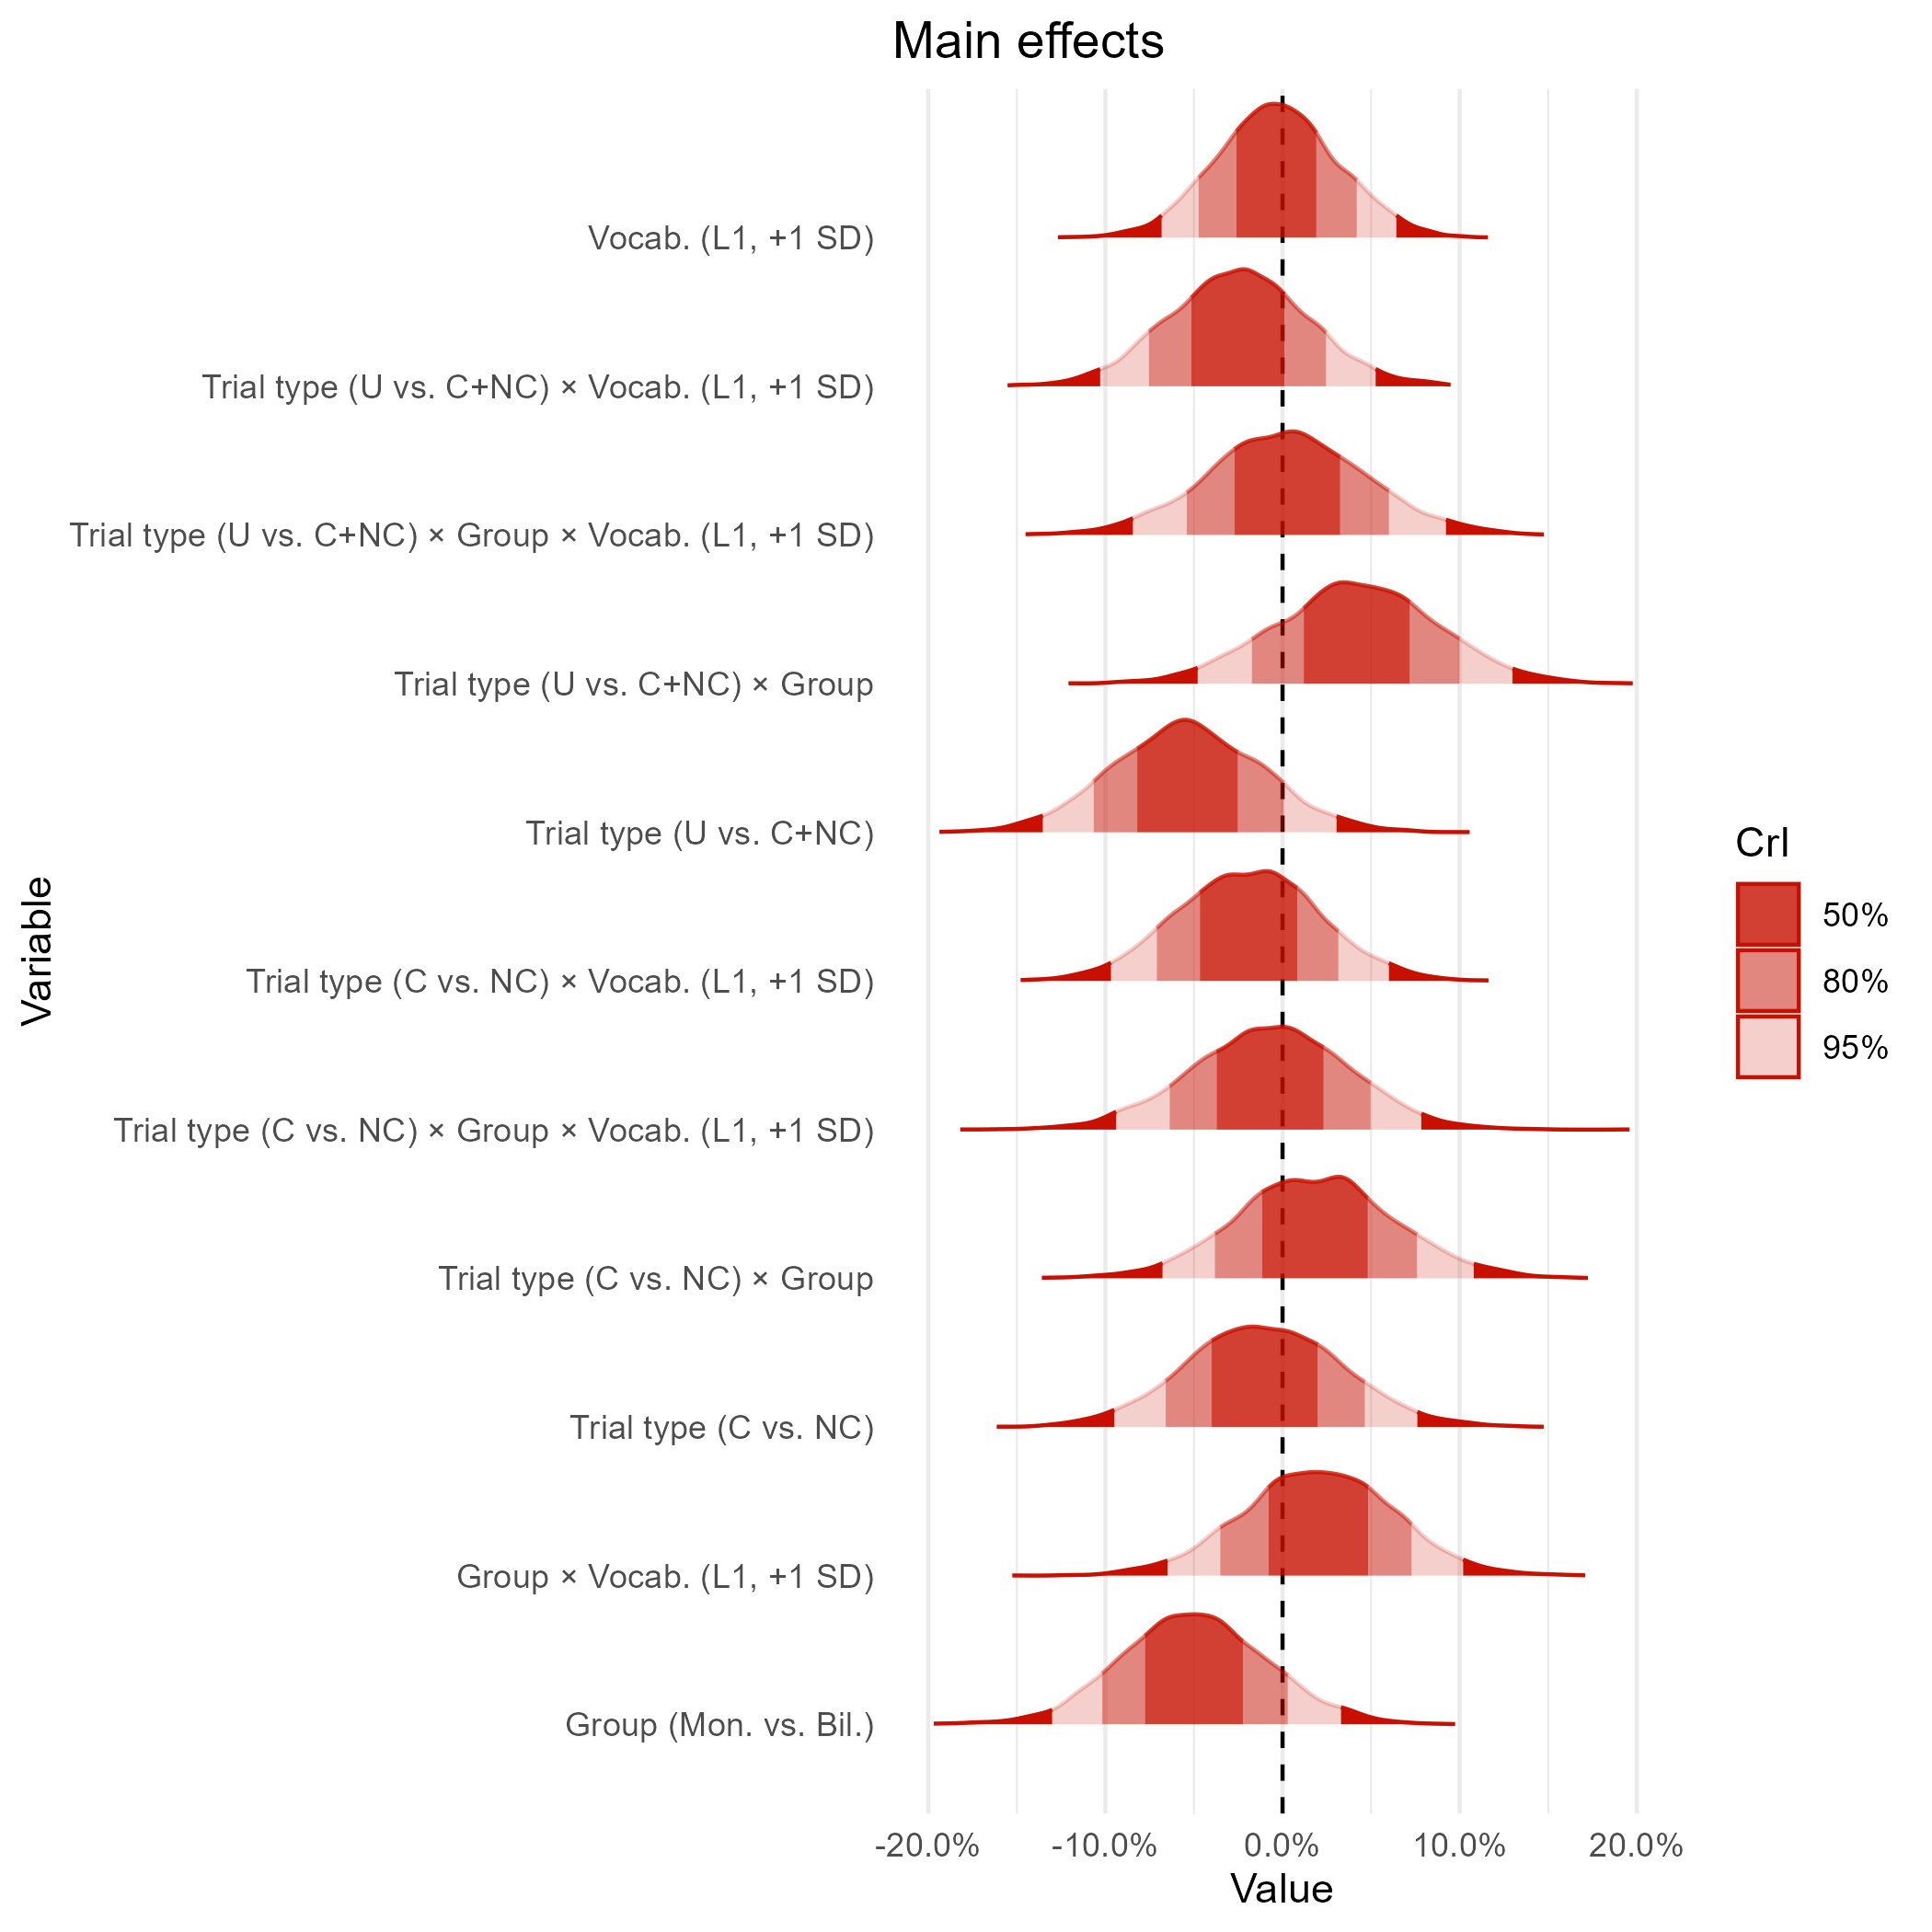 Main effects
Vocab. (L1, +1 SD)
Trial type (U vs. C+NC) × Vocab. (L1, +1 SD)
Trial type (U vs. C+NC) × Group × Vocab. (L1, +1 SD)
Trial type (U vs. C+NC) × Group
Trial type (U vs. C+NC)
Trial type (C vs. NC) × Vocab. (L1, +1 SD)
Trial type (C vs. NC) × Group × Vocab. (L1, +1 SD)
Trial type (C vs. NC) × Group
Trial type (C vs. NC)
Group × Vocab. (L1, +1 SD)
Group (Mon. vs. Bil.)
Variable
-20.0% -10.0% 0.0% 10.0% 20.0%
Value
CrI
50%
80%
95%